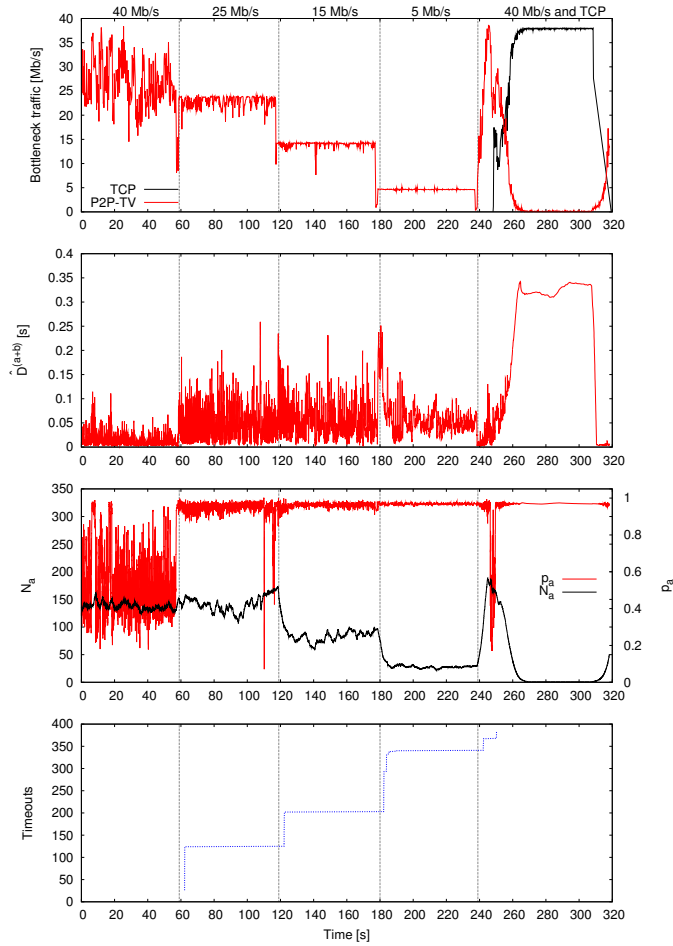 40 Mb/s 25 Mb/s 15 Mb/s 5 Mb/s 40 Mb/s and TCP
Bottleneck traffic [Mb/s]
40
35
30
25
20
15
10
5
0
TCP
P2P-TV
0 20 40 60 80 100 120 140 160 180 200 220 240 260 280 300 320
D̂(a+b) [s]
0.4
0.35
0.3
0.25
0.2
0.15
0.1
0.05
0
0 20 40 60 80 100 120 140 160 180 200 220 240 260 280 300 320
Na
350
300
250
200
150
100
50
0
pa
Na
1
0.8
0.6
0.4
0.2
0
pa
0 20 40 60 80 100 120 140 160 180 200 220 240 260 280 300 320
Timeouts
400
350
300
250
200
150
100
50
0
0 20 40 60 80 100 120 140 160 180 200 220 240 260 280 300 320
Time [s]